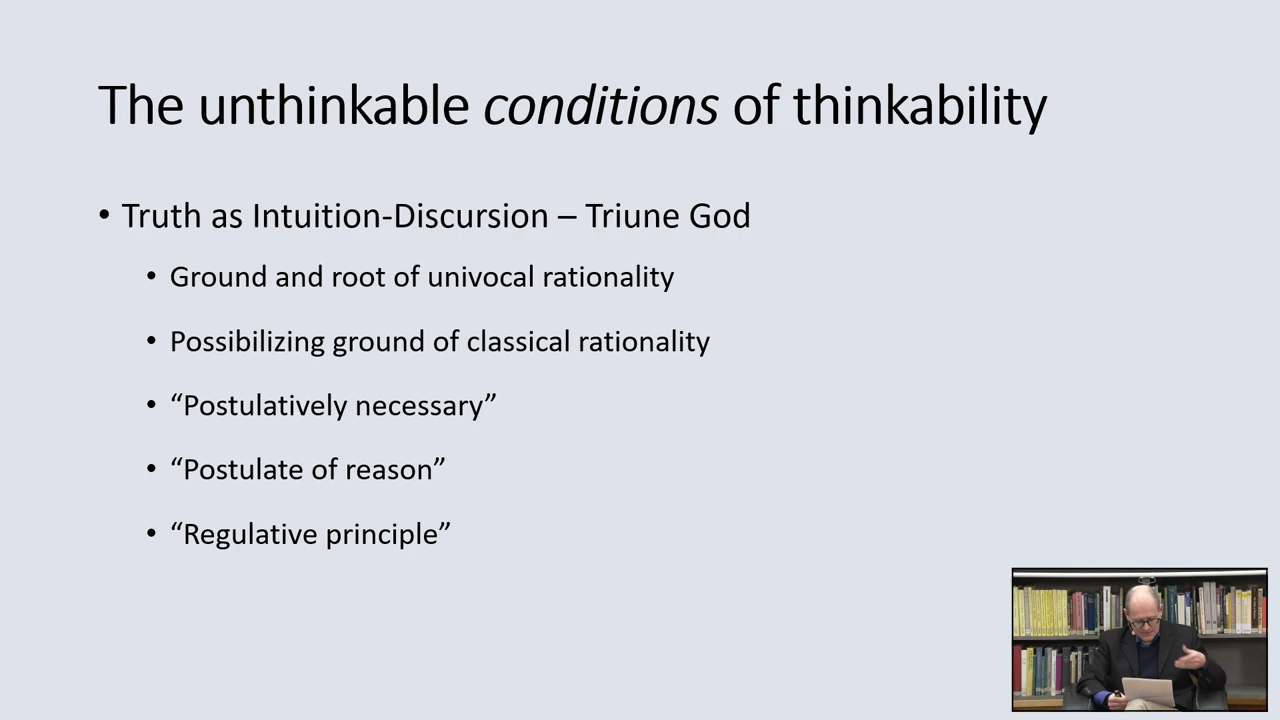 The unthinkable conditions of thinkability
• Truth as Intuition-Discursion – Triune God
• Ground and root of univocal rationality
• Possibilizing ground of classical rationality
• “Postulatively necessary”
• “Postulate of reason”
• “Regulative principle”